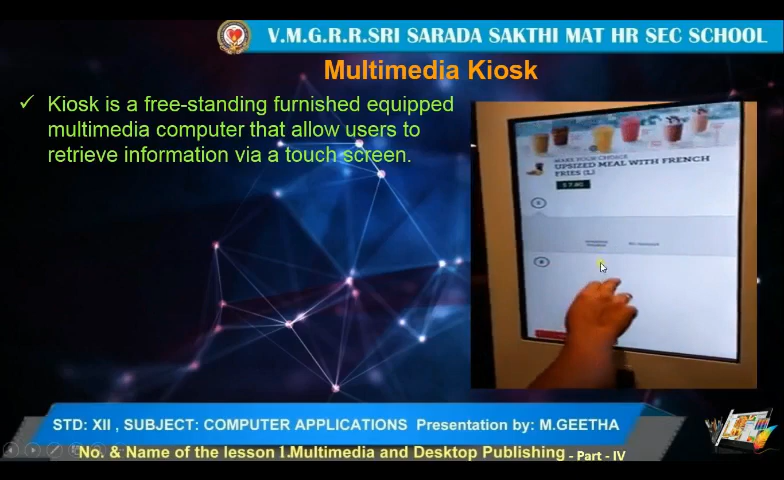 V.M.G.R.R.SRI SARADA SAKTHI MAT HR SEC SCHOOL
Multimedia Kiosk
✓ Kiosk is a free-standing furnished equipped
multimedia computer that allow users to
retrieve information via a touch screen.
MAKE YOUR CHOICE
UPSIZED MEAL WITH FRENCH
FRIES (L)
STD: XII , SUBJECT: COMPUTER APPLICATIONS Presentation by: M.GEETHA
No. & Name of the lesson 1.Multimedia and Desktop Publishing - Part - IV